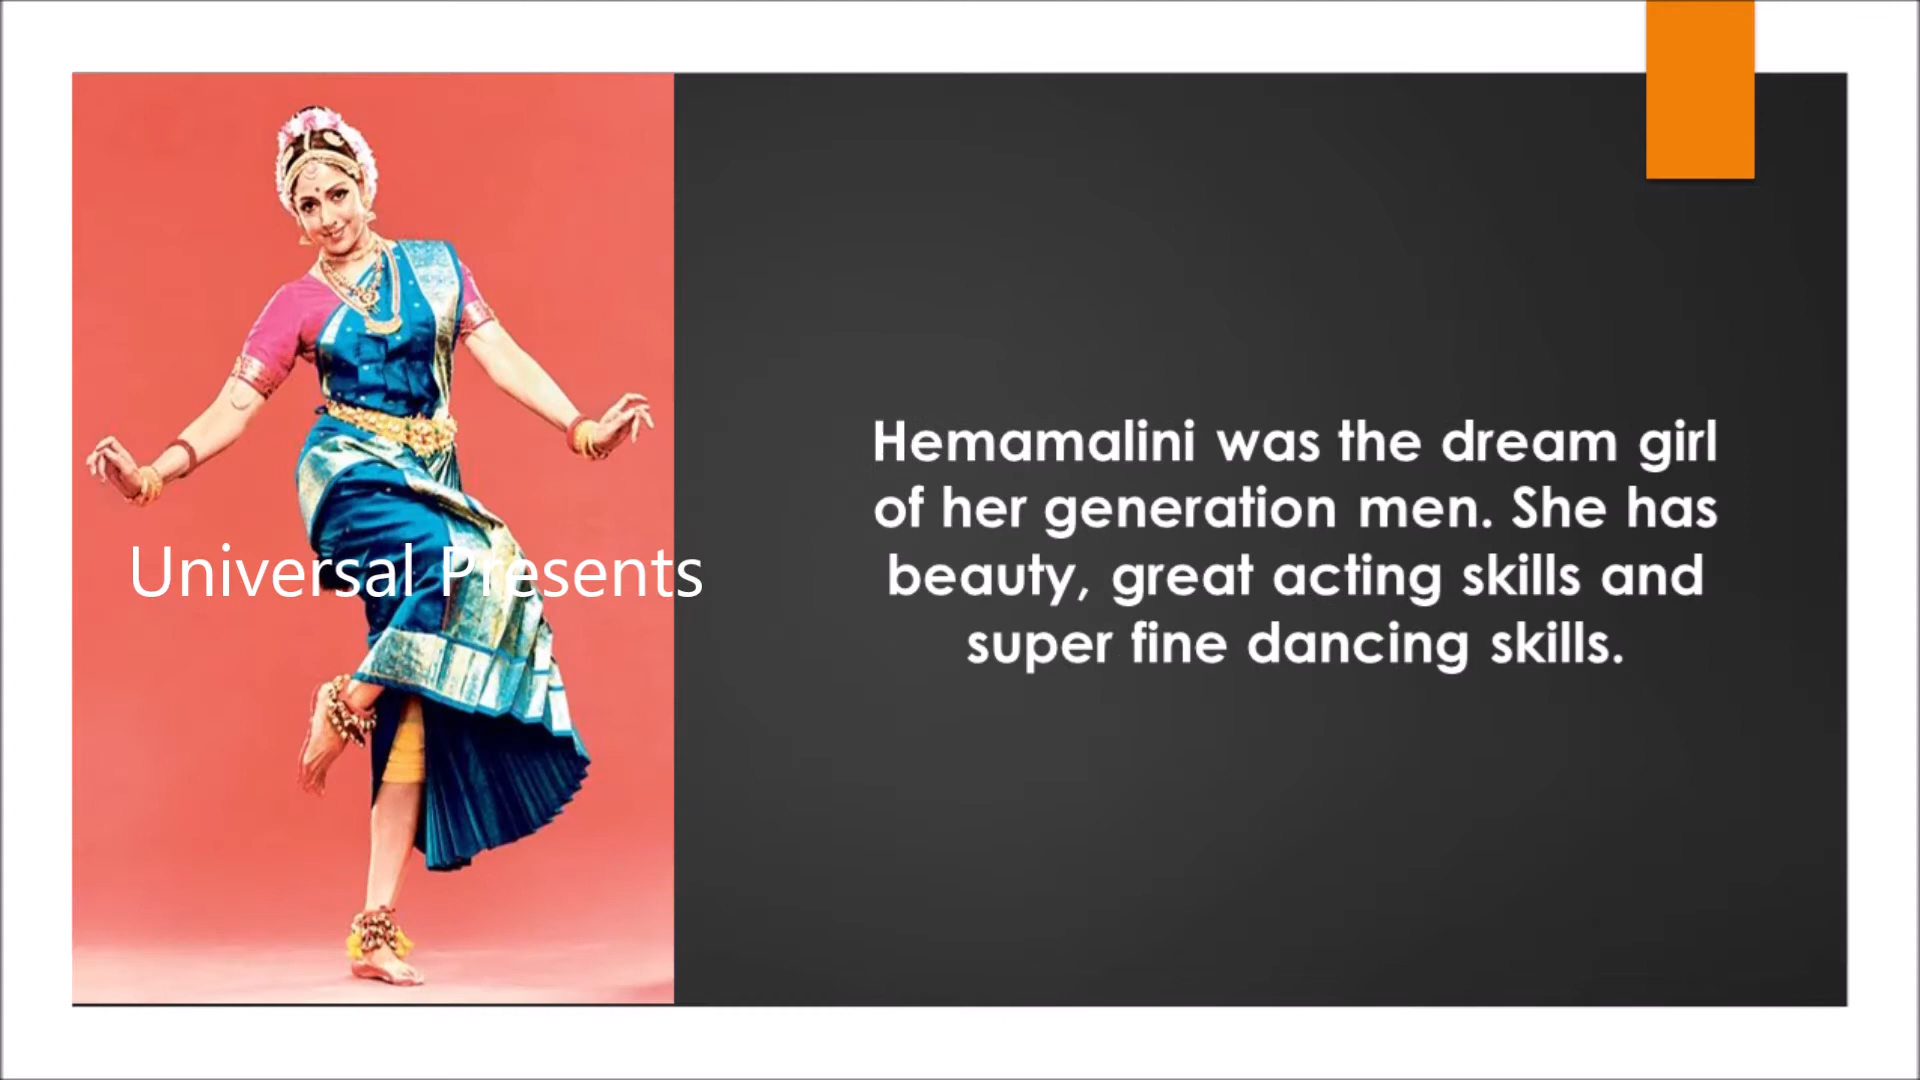 Universal Presents
Hemamalini was the dream girl
of her generation men. She has
beauty, great acting skills and
super fine dancing skills.